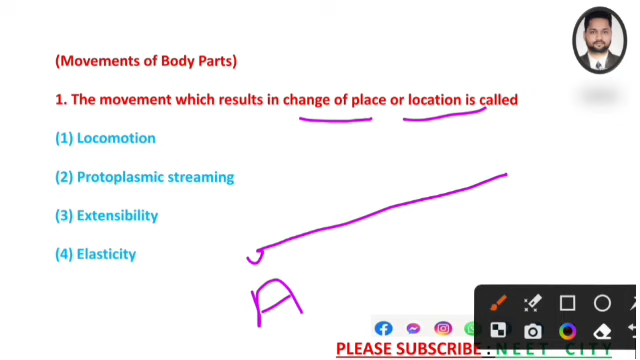 (Movements of Body Parts)
1. The movement which results in change of place or location is called
(1) Locomotion
(2) Protoplasmic streaming
(3) Extensibility
(4) Elasticity
A
PLEASE SUBSCRIBE : NEET CITY